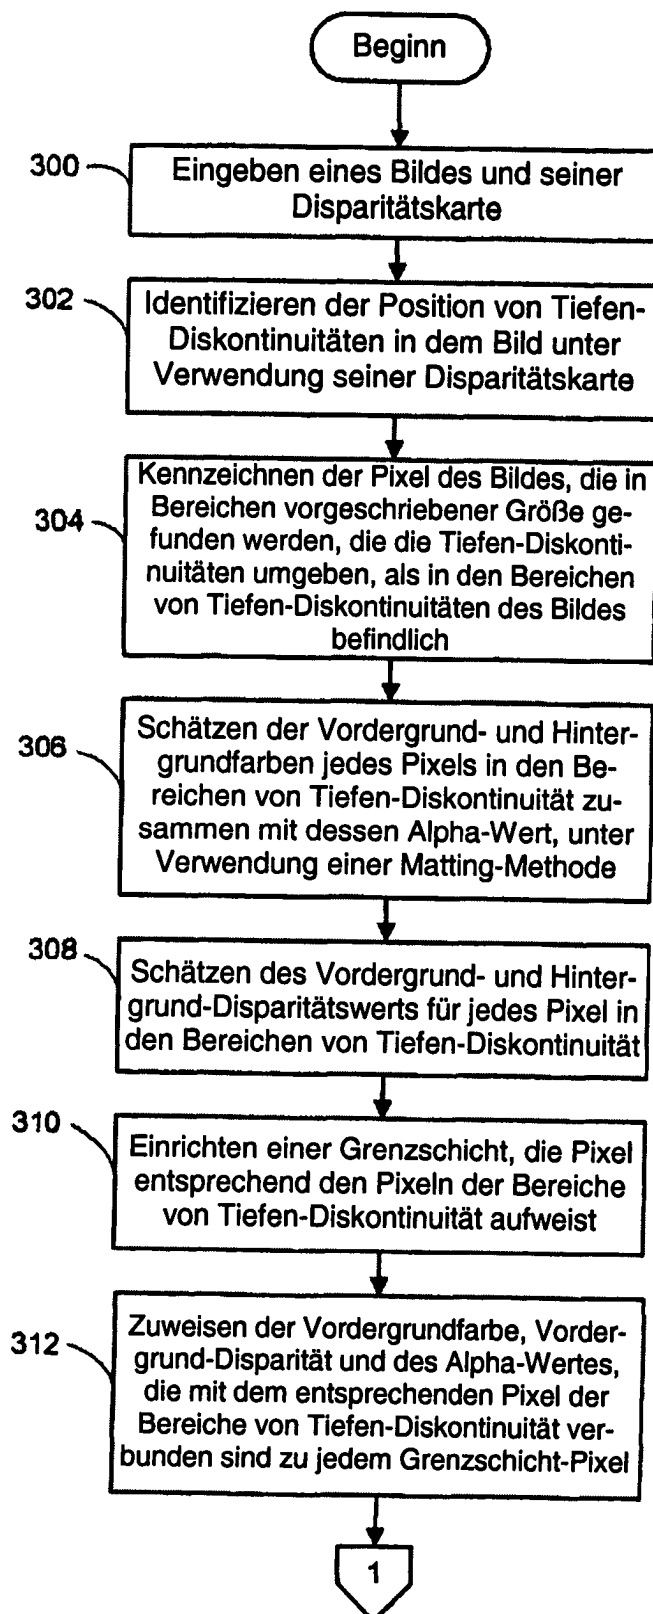 Beginn
300
Eingeben eines Bildes und seiner
Disparitätskarte
302
Identifizieren der Position von Tiefen-
Diskontinuitäten in dem Bild unter
Verwendung seiner Disparitätskarte
304
Kennzeichnen der Pixel des Bildes, die in
Bereichen vorgeschriebener Größe ge-
funden werden, die die Tiefen-Diskonti-
nuitäten umgeben, als in den Bereichen
von Tiefen-Diskontinuitäten des Bildes
befindlich
306
Schätzen der Vordergrund- und Hinter-
grundfarben jedes Pixels in den Be-
reichen von Tiefen-Diskontinuität zu-
sammen mit dessen Alpha-Wert, unter
Verwendung einer Matting-Methode
308
Schätzen des Vordergrund- und Hinter-
grund-Disparitätswerts für jedes Pixel in
den Bereichen von Tiefen-Diskontinuität
310
Einrichten einer Grenzschicht, die Pixel
entsprechend den Pixeln der Bereiche
von Tiefen-Diskontinuität aufweist
312
Zuweisen der Vordergrundfarbe, Vorder-
grund-Disparität und des Alpha-Wertes,
die mit dem entsprechenden Pixel der
Bereiche von Tiefen-Diskontinuität ver-
bunden sind zu jedem Grenzschicht-Pixel
1